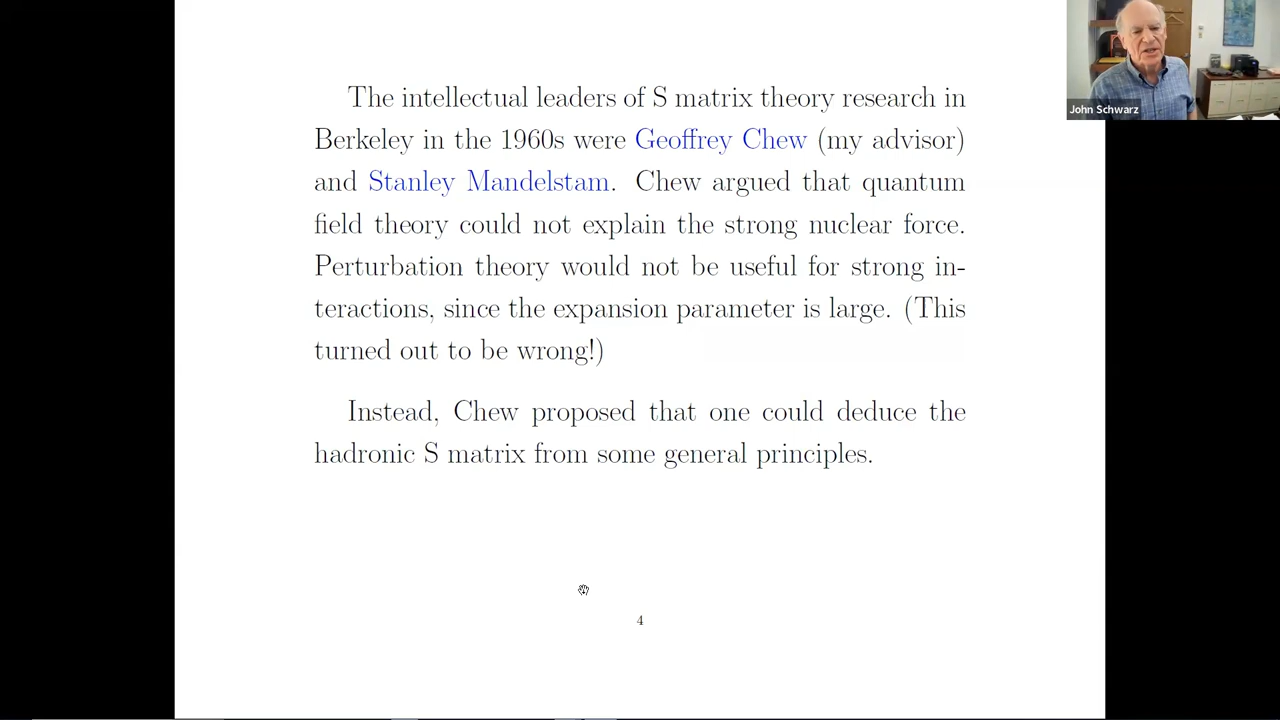 The intellectual leaders of S matrix theory research in
Berkeley in the 1960s were Geoffrey Chew (my advisor)
and Stanley Mandelstam. Chew argued that quantum
field theory could not explain the strong nuclear force.
Perturbation theory would not be useful for strong in-
teractions, since the expansion parameter is large. (This
turned out to be wrong!)
Instead, Chew proposed that one could deduce the
hadronic S matrix from some general principles.
4
John Schwarz